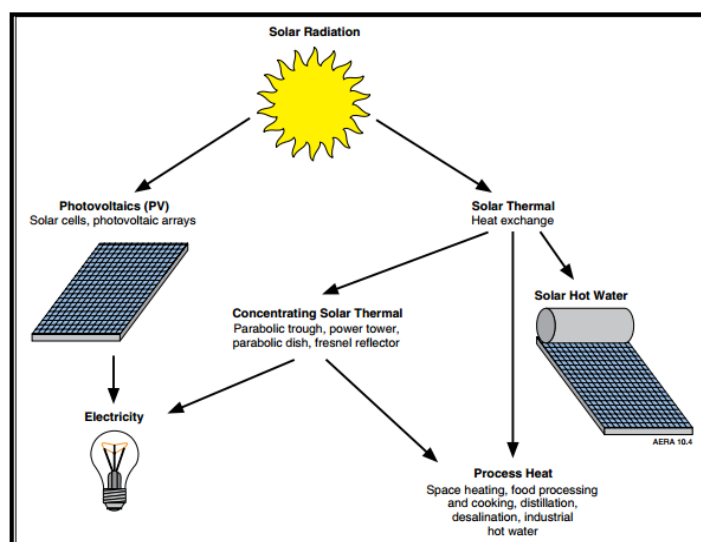 Solar Radiation
Photovoltaics (PV)
Solar cells, photovoltaic arrays
Solar Thermal
Heat exchange
Concentrating Solar Thermal
Parabolic trough, power tower,
parabolic dish, fresnel reflector
Solar Hot Water
Electricity
AERA 10.4
Process Heat
Space heating, food processing
and cooking, distillation,
desalination, industrial
hot water